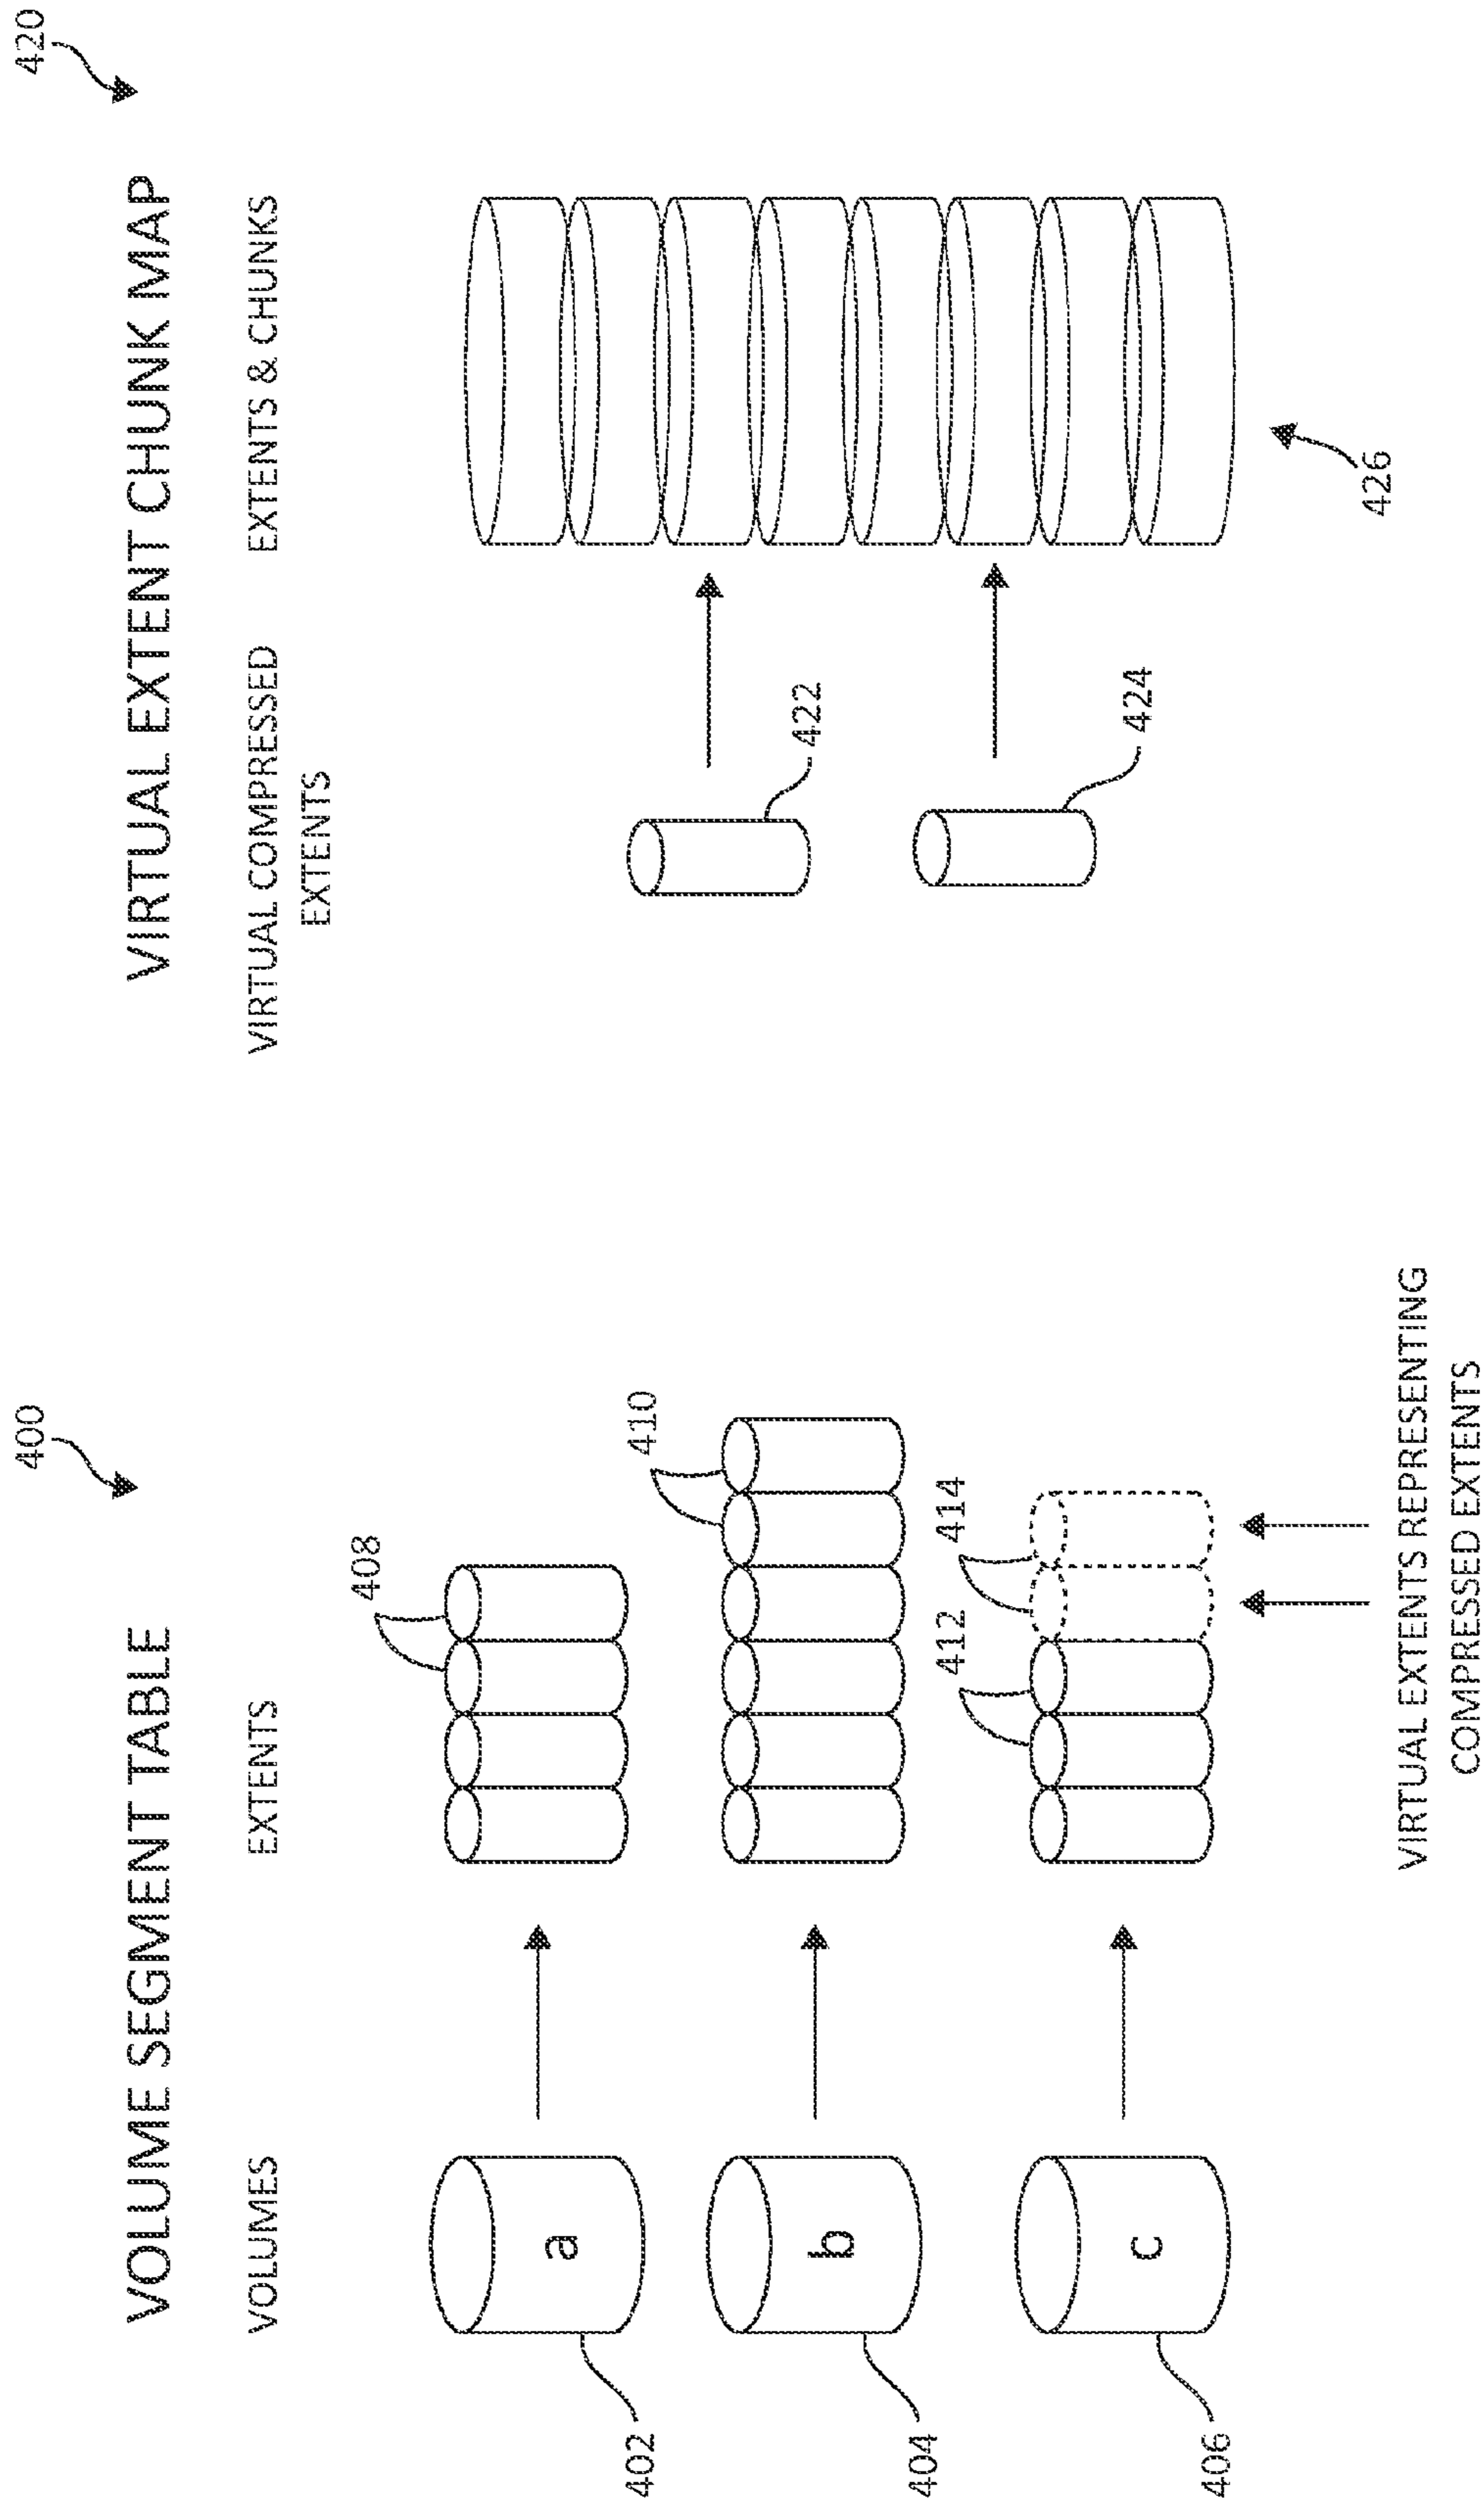 VOLUME SEGMENT TABLE
400
VOLUMES
EXTENTS
402
a
408
404
b
410
406
c
412
414
VIRTUAL EXTENTS REPRESENTING
COMPRESSED EXTENTS
VIRTUAL EXTENT CHUNK MAP
420
VIRTUAL COMPRESSED
EXTENTS
EXTENTS & CHUNKS
422
424
426